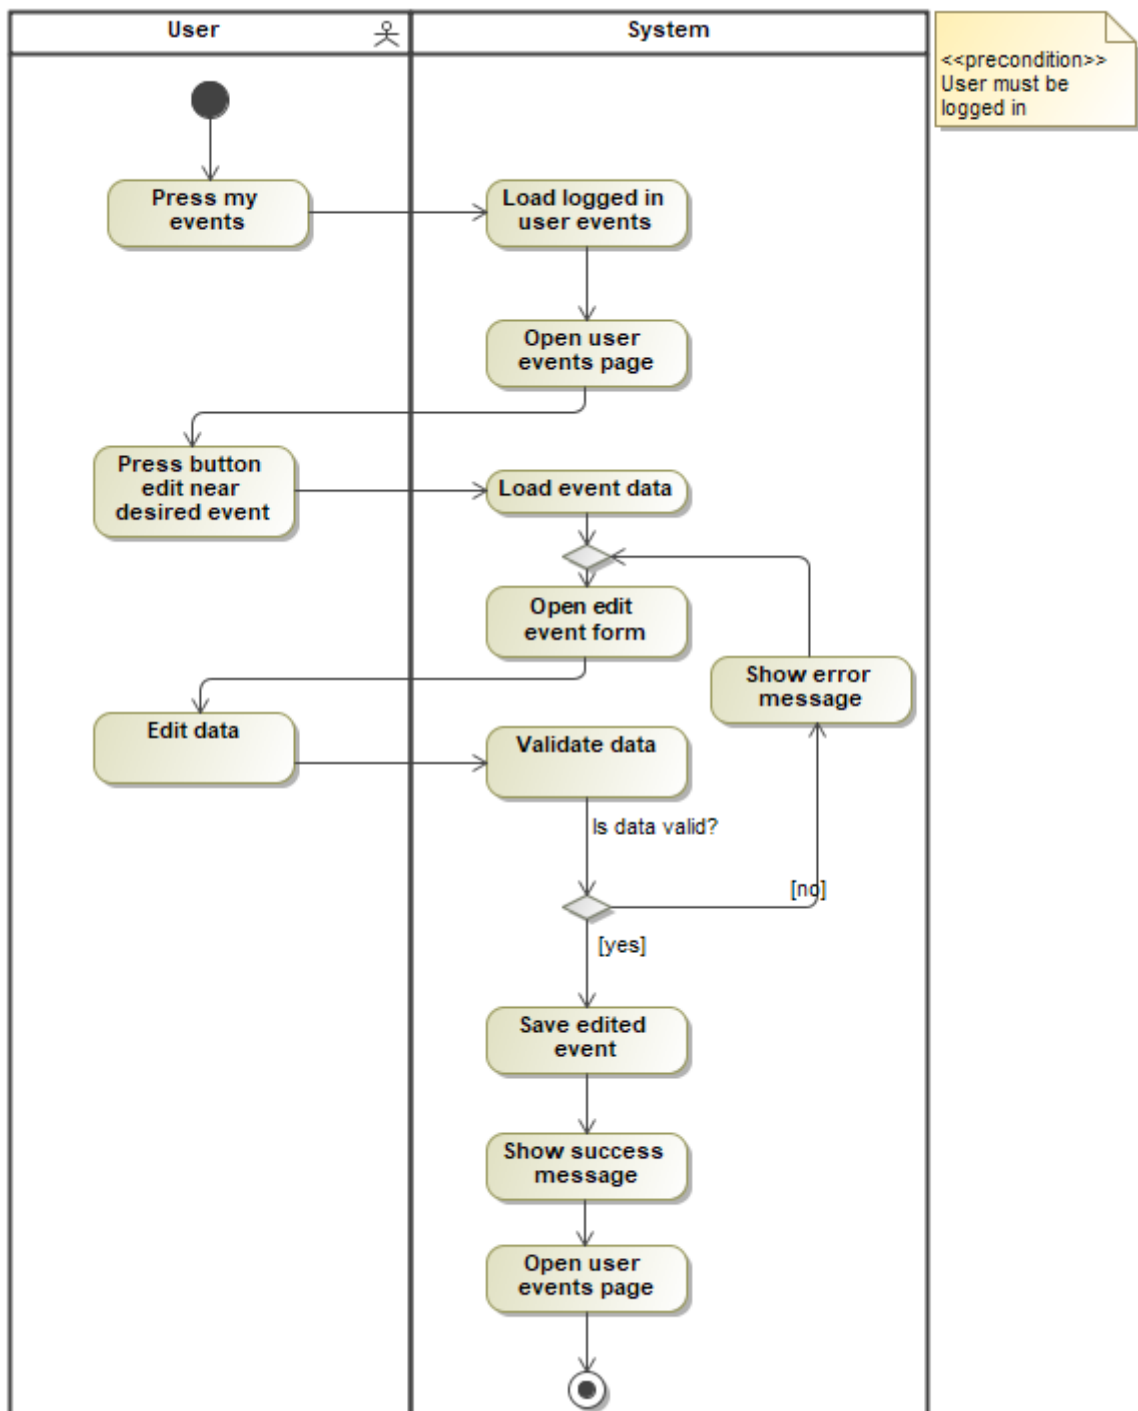 User
System
<<precondition>>
User must be
logged in
Press my
events
Load logged in
user events
Open user
events page
Press button
edit near
desired event
Load event data
Open edit
event form
Show error
message
Edit data
Validate data
Is data valid?
[no]
[yes]
Save edited
event
Show success
message
Open user
events page